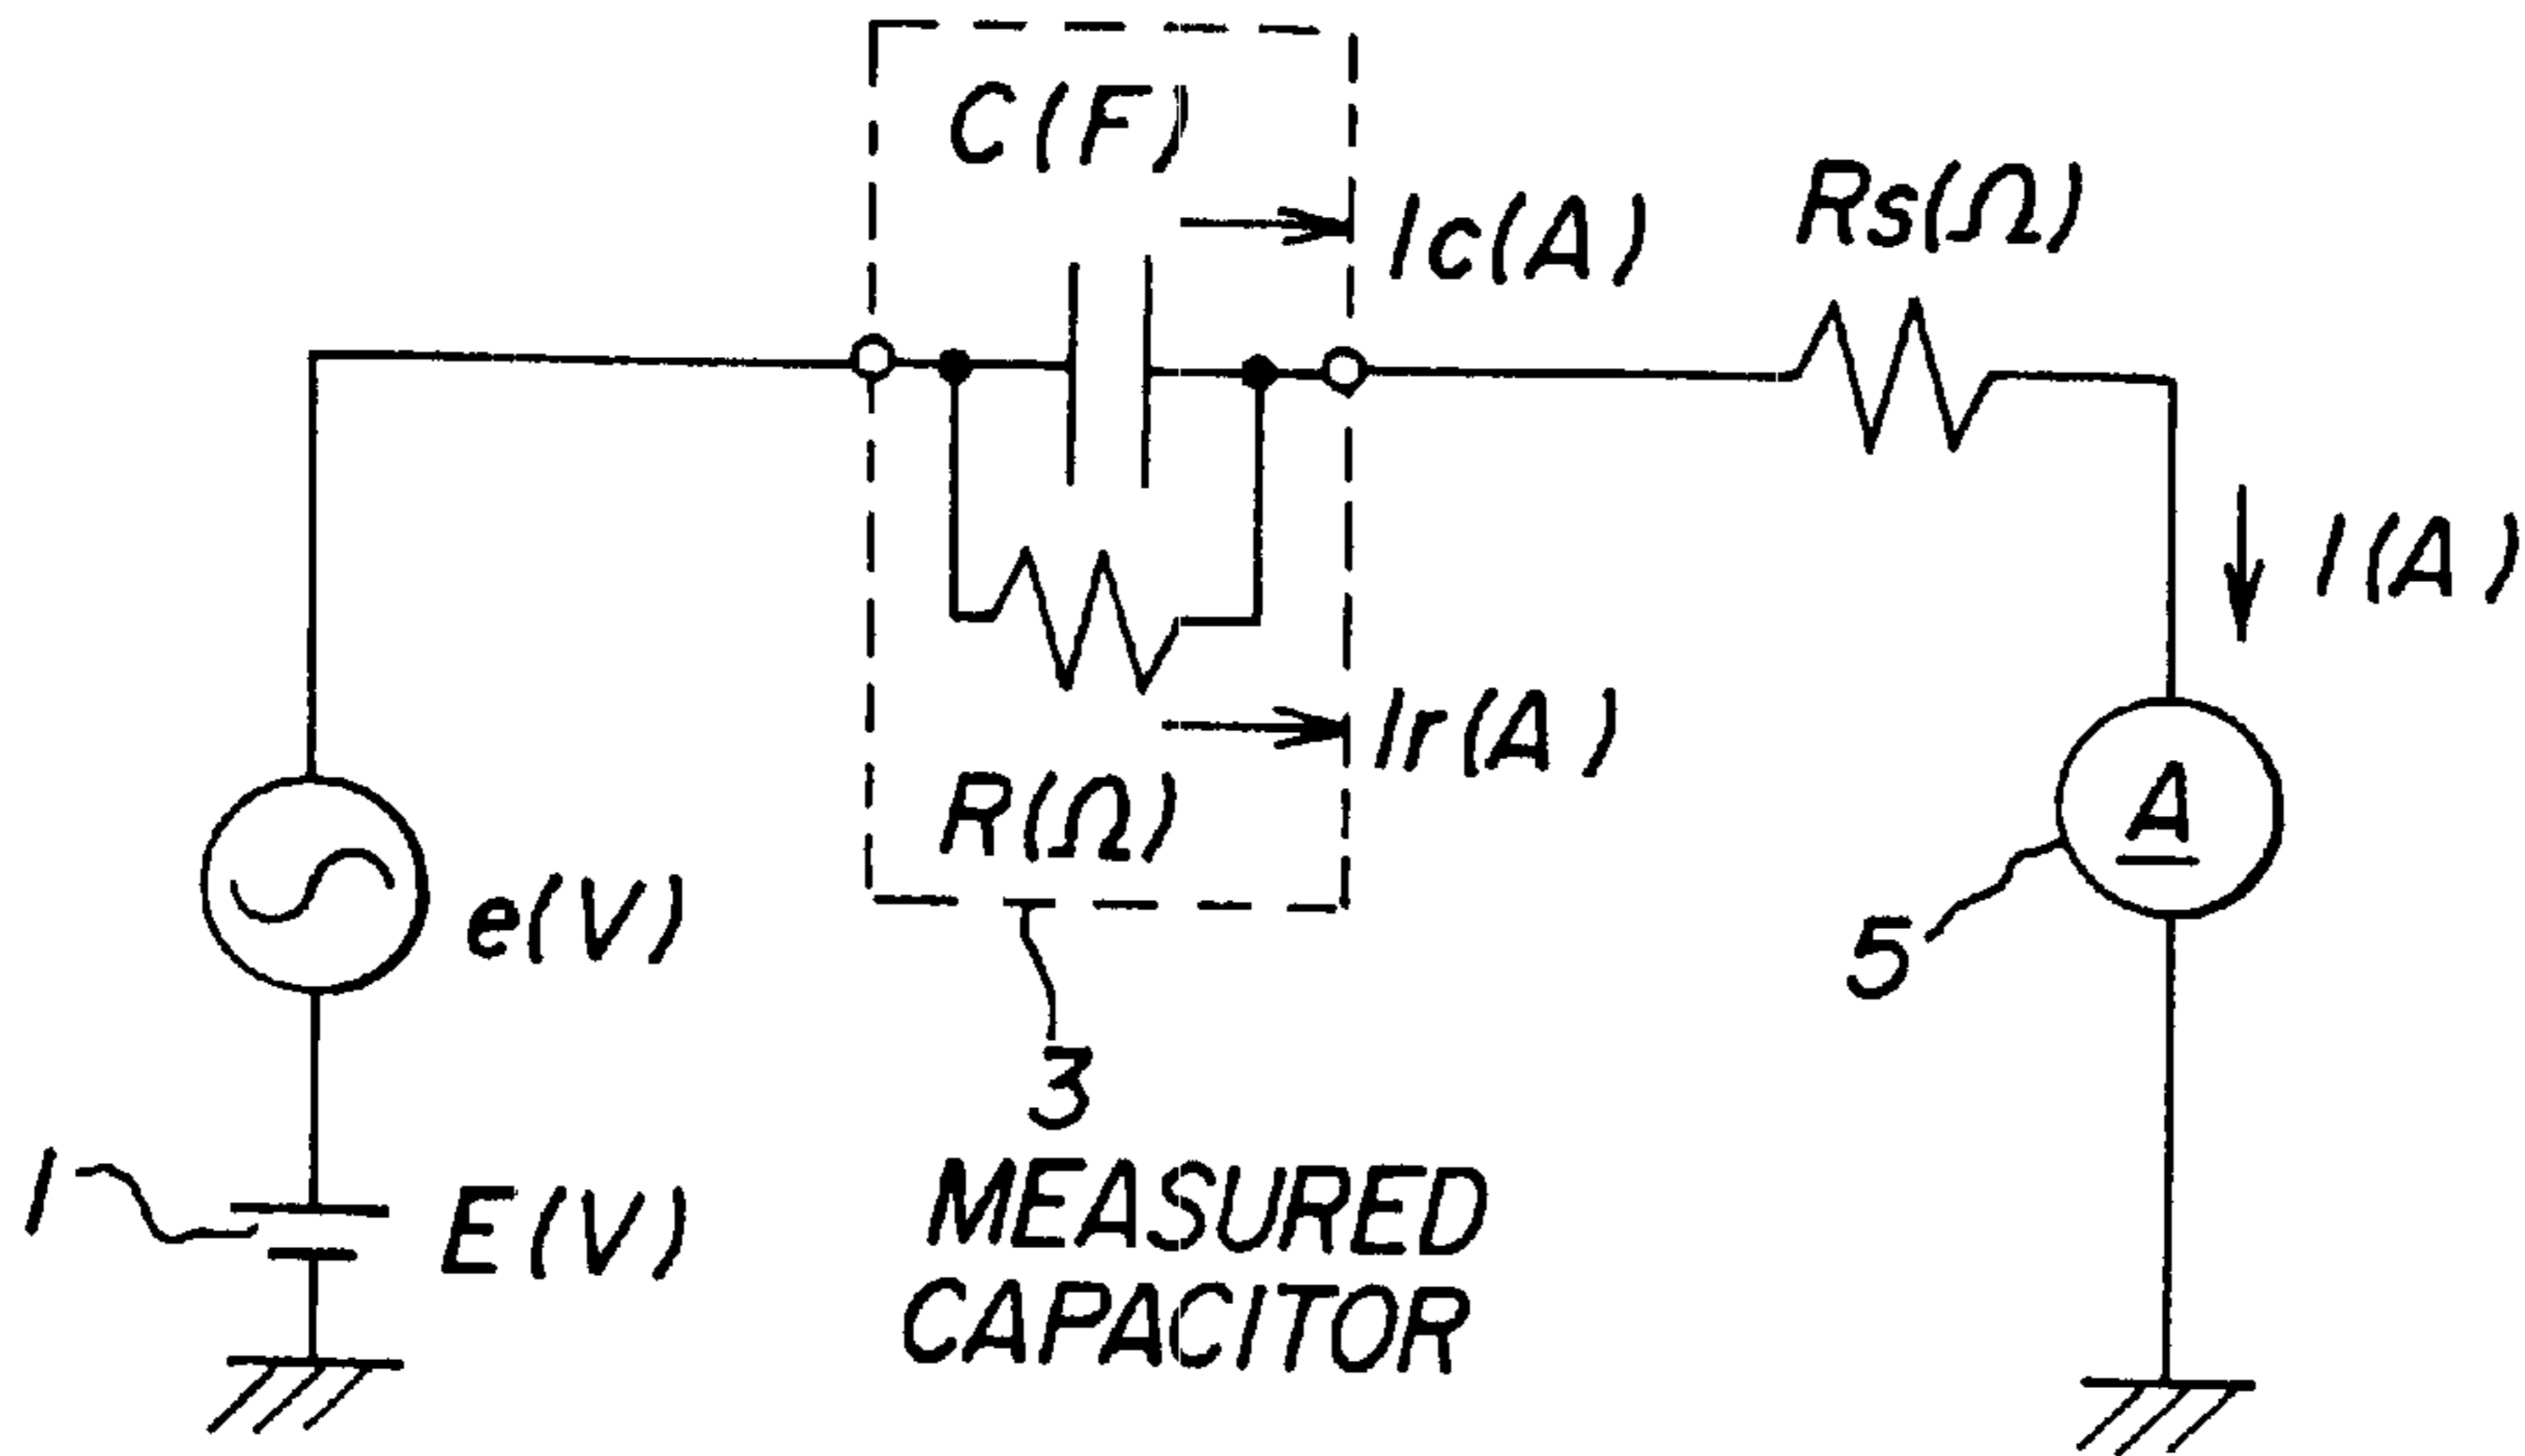 C(F)
Ic(A)
Rs(Ω)
I(A)
Ir(A)
R(Ω)
A
e(V)
5
3
1
E(V)
MEASURED
CAPACITOR